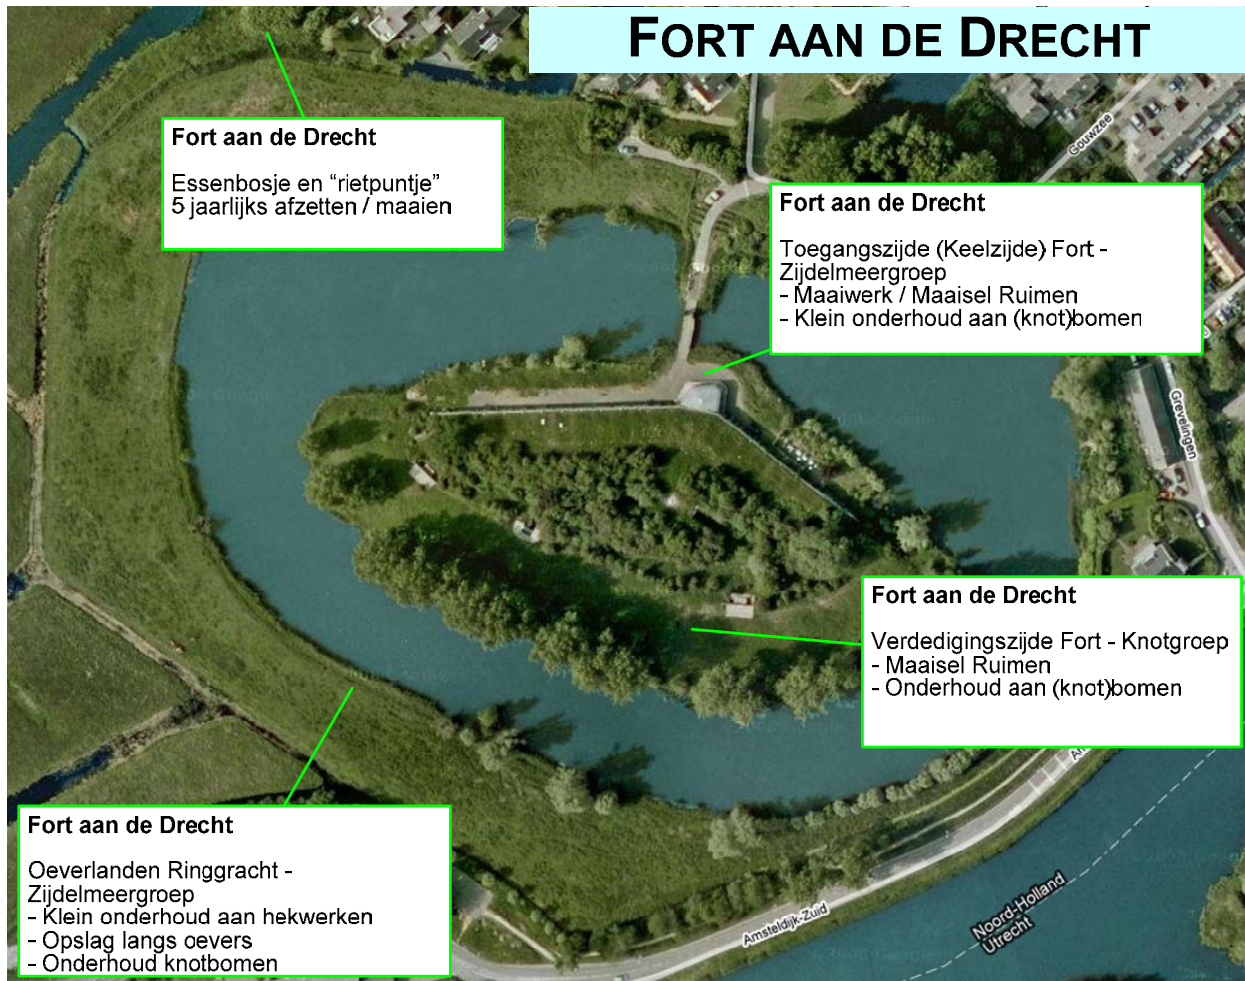 FORT AAN DE DRECHT
Fort aan de Drecht
Essenbosje en “rietpuntje”
5 jaarlijks afzetten / maaien
Gouwzee
Fort aan de Drecht
Toegangszijde (Keelzijde) Fort -
Zijdelmeergroep
- Maaiwerk / Maaisel Ruimen
- Klein onderhoud aan (knot)bomen
Grevelingen
Fort aan de Drecht
Verdedigingszijde Fort - Knotgroep
- Maaisel Ruimen
- Onderhoud aan (knot)bomen
Fort aan de Drecht
Oeverlanden Ringgracht -
Zijdelmeergroep
- Klein onderhoud aan hekwerken
- Opslag langs oevers
- Onderhoud knotbomen
Amsteldijk-Zuid
Noord-Holland
Utrecht